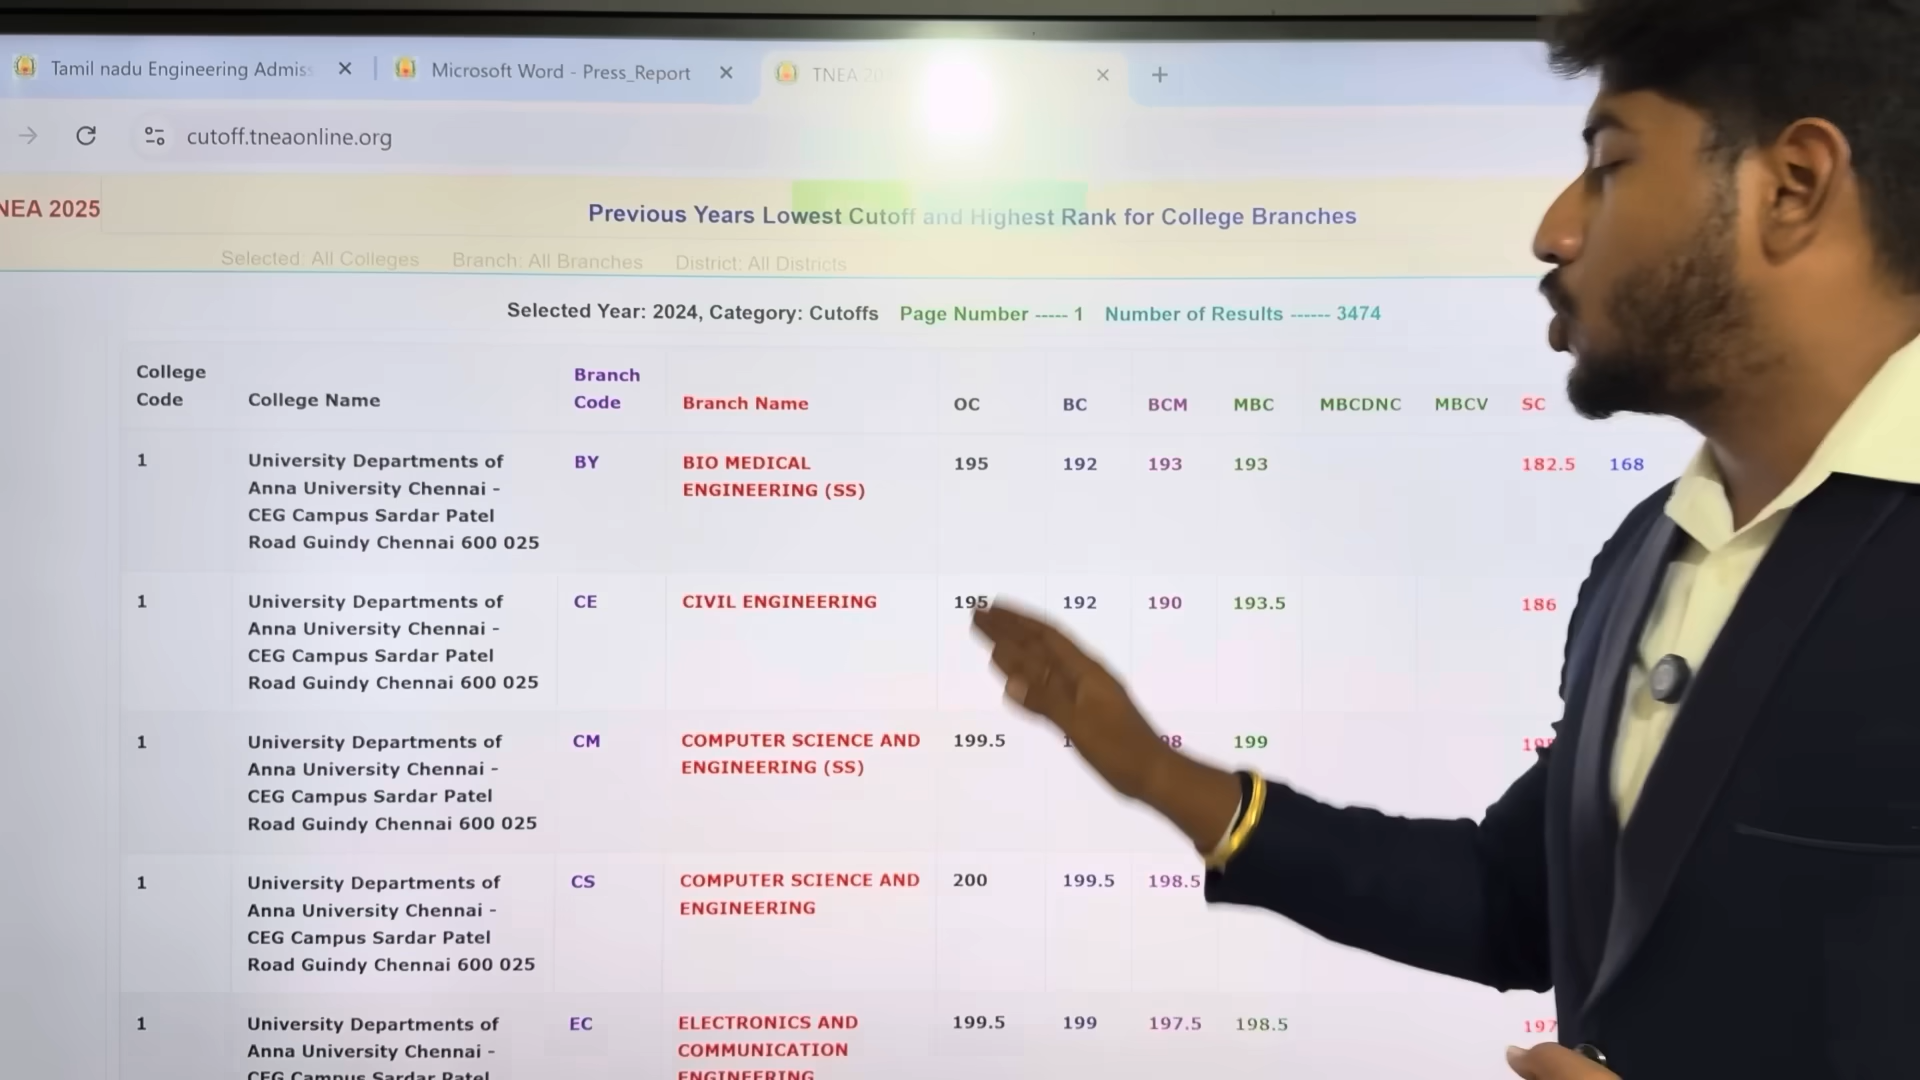 Tamil nadu Engineering Admis
Microsoft Word - Press_Report
TNEA 20
cutoff.tneaonline.org
NEA 2025
Previous Years Lowest Cutoff and Highest Rank for College Branches
Selected: All Colleges Branch: All Branches District: All Districts
Selected Year: 2024, Category: Cutoffs Page Number ----- 1 Number of Results ------ 3474
College Code College Name Branch Code Branch Name OC BC BCM MBC MBCDNC MBCV SC
1 University Departments of BY BIO MEDICAL 195 192 193 193 182.5 168
Anna University Chennai - ENGINEERING (SS)
CEG Campus Sardar Patel
Road Guindy Chennai 600 025
1 University Departments of CE CIVIL ENGINEERING 195 192 190 193.5 186
Anna University Chennai -
CEG Campus Sardar Patel
Road Guindy Chennai 600 025
1 University Departments of CM COMPUTER SCIENCE AND 199.5 199
Anna University Chennai - ENGINEERING (SS)
CEG Campus Sardar Patel
Road Guindy Chennai 600 025
1 University Departments of CS COMPUTER SCIENCE AND 200 199.5 198.5
Anna University Chennai - ENGINEERING
CEG Campus Sardar Patel
Road Guindy Chennai 600 025
1 University Departments of EC ELECTRONICS AND 199.5 199 197.5 198.5 197
Anna University Chennai - COMMUNICATION
CEG Campus Sardar Patel ENGINEERING